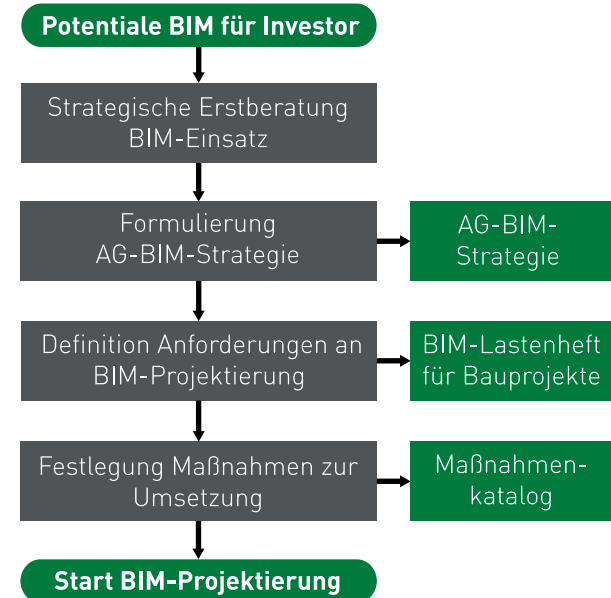 Potentiale BIM für Investor
Strategische Erstberatung
BIM-Einsatz
Formulierung
AG-BIM-Strategie
AG-BIM-
Strategie
Definition Anforderungen an
BIM-Projektierung
BIM-Lastenheft
für Bauprojekte
Festlegung Maßnahmen zur
Umsetzung
Maßnahmen-
katalog
Start BIM-Projektierung